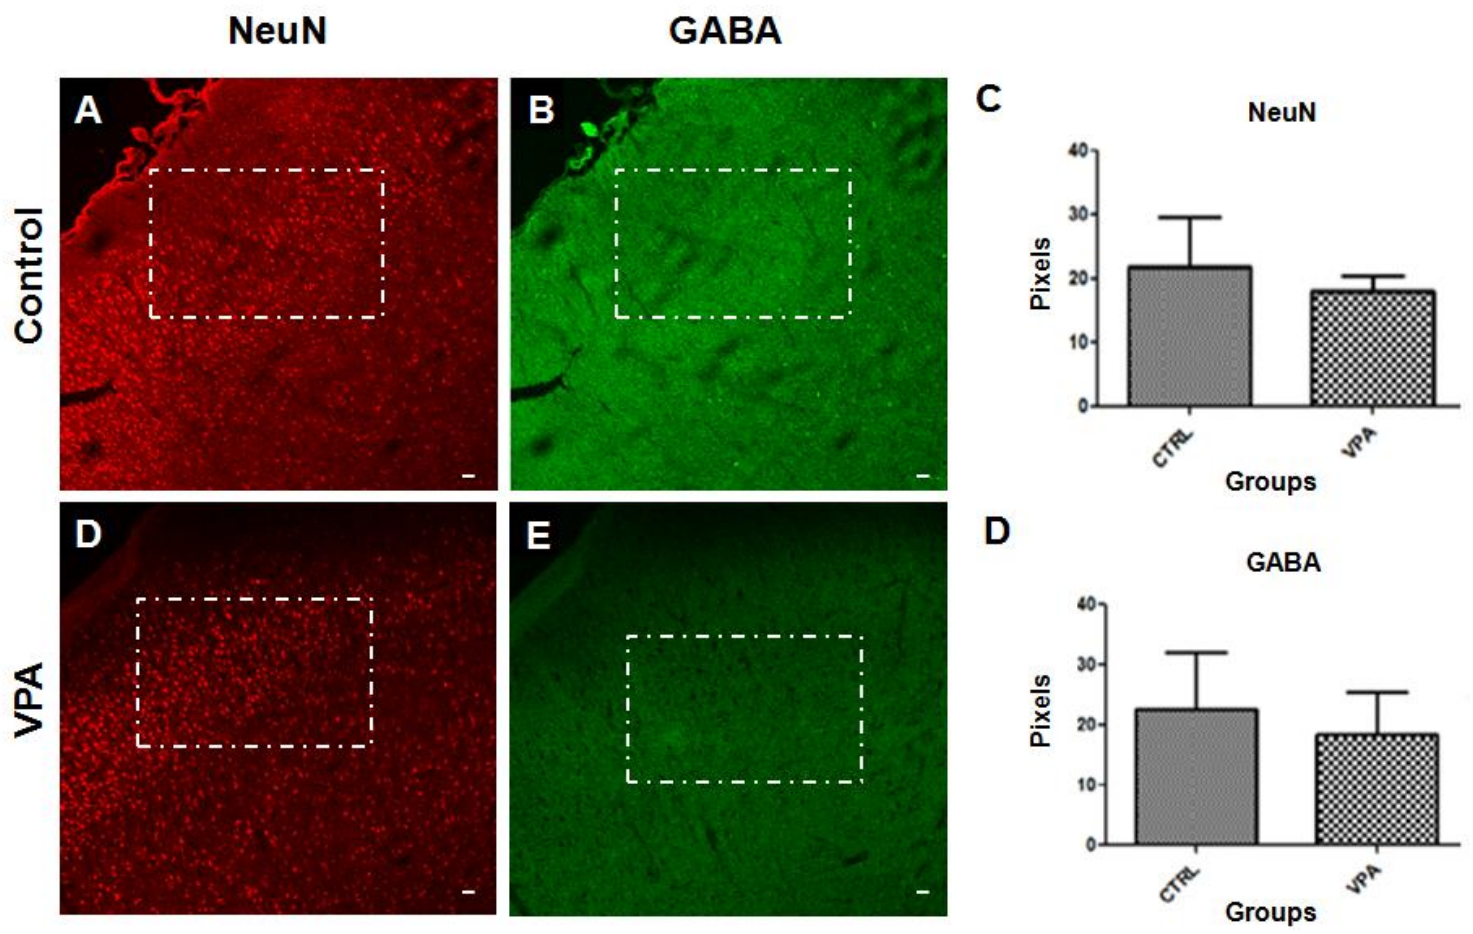 NeuN
GABA
Control
A
B
C
NeuN
40
30
20
10
0
Pixels
CTRL
VPA
Groups
VPA
D
E
D
GABA
40
30
20
10
0
Pixels
CTRL
VPA
Groups